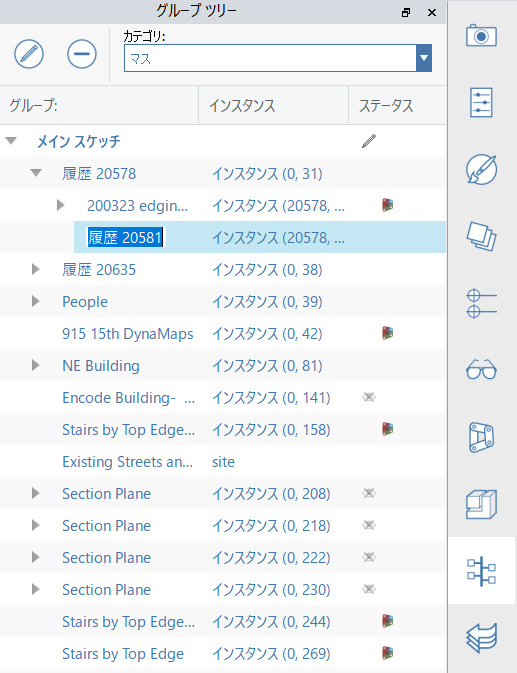 グループ ツリー
カテゴリ:
マス
グループ: インスタンス ステータス
メイン スケッチ
履歴 20578 インスタンス (0, 31)
200323 edgin... インスタンス (20578, ...
履歴 20581 インスタンス (20578, ...
履歴 20635 インスタンス (0, 38)
People インスタンス (0, 39)
915 15th DynaMaps インスタンス (0, 42)
NE Building インスタンス (0, 81)
Encode Building- ... インスタンス (0, 141)
Stairs by Top Edge... インスタンス (0, 158)
Existing Streets an... site
Section Plane インスタンス (0, 208)
Section Plane インスタンス (0, 218)
Section Plane インスタンス (0, 222)
Section Plane インスタンス (0, 230)
Stairs by Top Edge... インスタンス (0, 244)
Stairs by Top Edge インスタンス (0, 269)